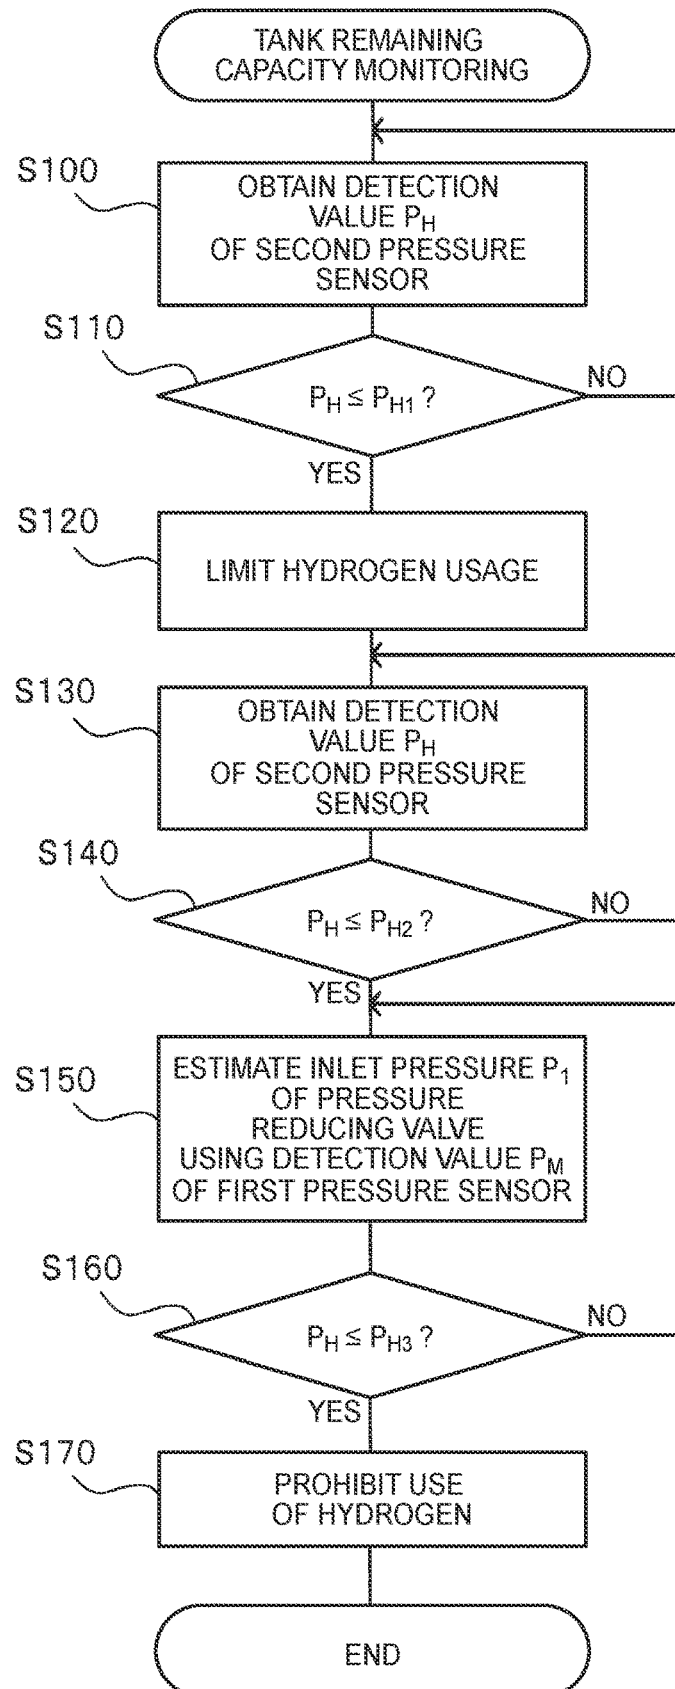 TANK REMAINING
CAPACITY MONITORING
S100
OBTAIN DETECTION
VALUE PH
OF SECOND PRESSURE
SENSOR
S110
PH ≤ PH1 ?
NO
YES
S120
LIMIT HYDROGEN USAGE
S130
OBTAIN DETECTION
VALUE PH
OF SECOND PRESSURE
SENSOR
S140
PH ≤ PH2 ?
NO
YES
S150
ESTIMATE INLET PRESSURE P1
OF PRESSURE
REDUCING VALVE
USING DETECTION VALUE PM
OF FIRST PRESSURE SENSOR
S160
PH ≤ PH3 ?
NO
YES
S170
PROHIBIT USE
OF HYDROGEN
END